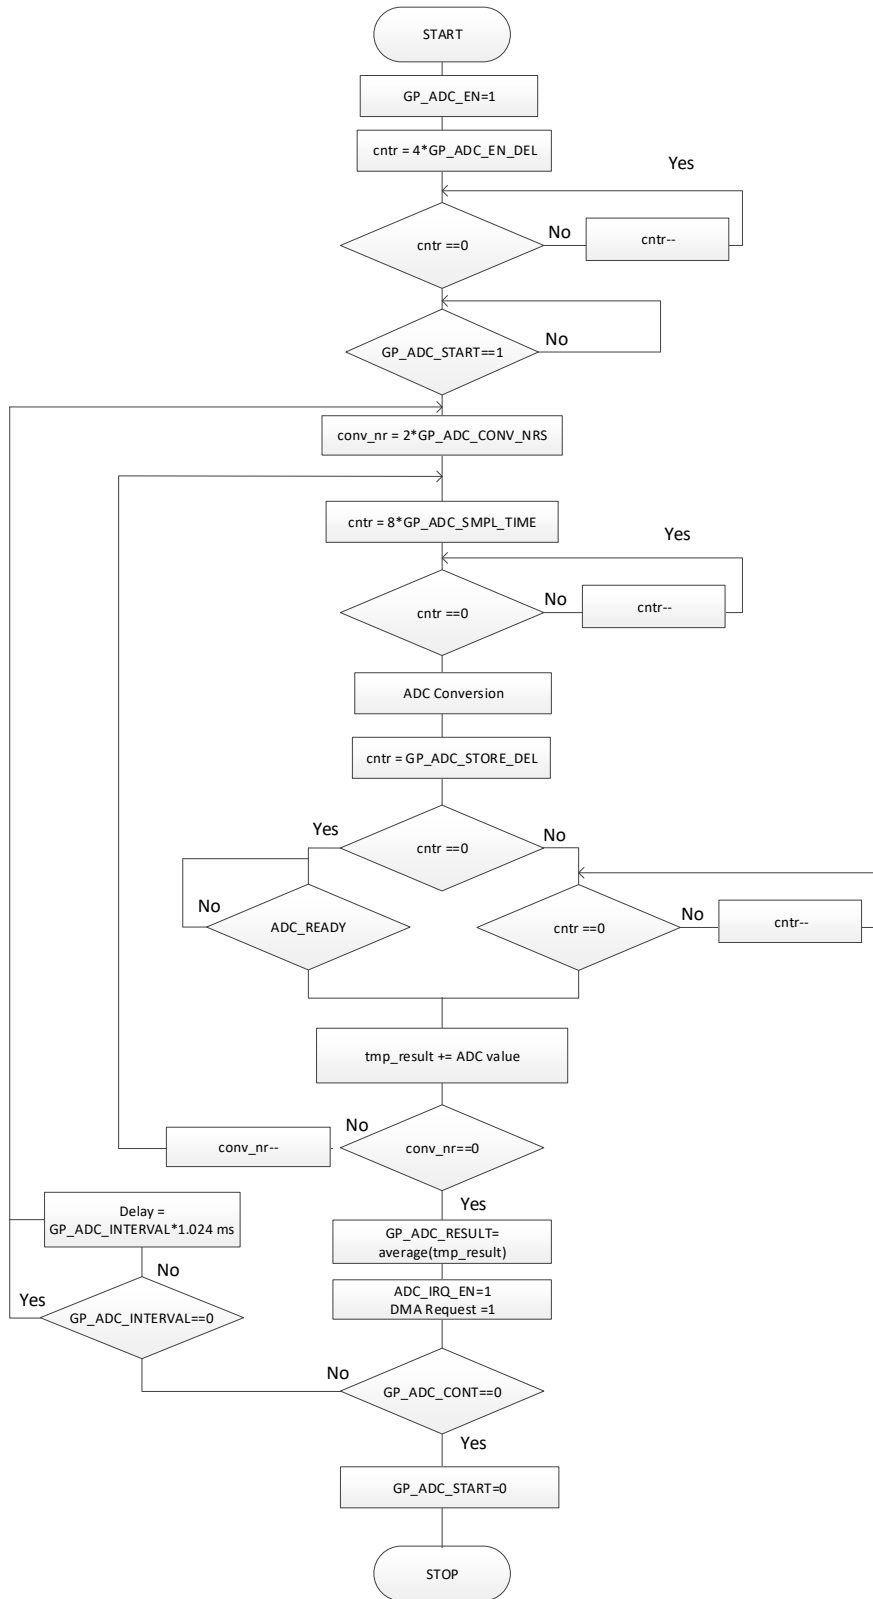 START
GP_ADC_EN=1
cntr = 4*GP_ADC_EN_DEL
Yes
cntr ==0
No
cntr--
GP_ADC_START==1
No
conv_nr = 2*GP_ADC_CONV_NRS
cntr = 8*GP_ADC_SMPL_TIME
Yes
cntr ==0
No
cntr--
ADC Conversion
cntr = GP_ADC_STORE_DEL
Yes
cntr ==0
No
No
ADC_READY
cntr ==0
No
cntr--
tmp_result += ADC value
conv_nr--
No
conv_nr==0
Yes
Delay =
GP_ADC_INTERVAL*1.024 ms
GP_ADC_RESULT=
average(tmp_result)
No
Yes
GP_ADC_INTERVAL==0
ADC_IRQ_EN=1
DMA Request =1
No
GP_ADC_CONT==0
Yes
GP_ADC_START=0
STOP